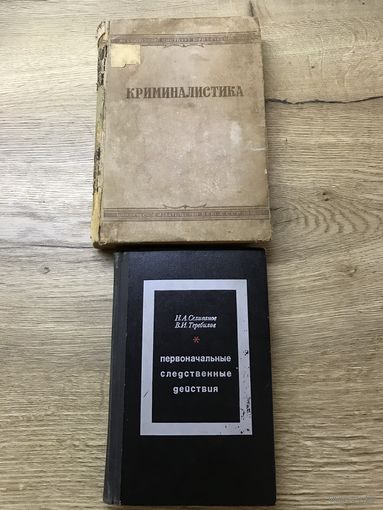 КРИМИНАЛИСТИКА
Н.А.Селиванов
В.И.Теребилов
*
первоначальные
следственные
действия